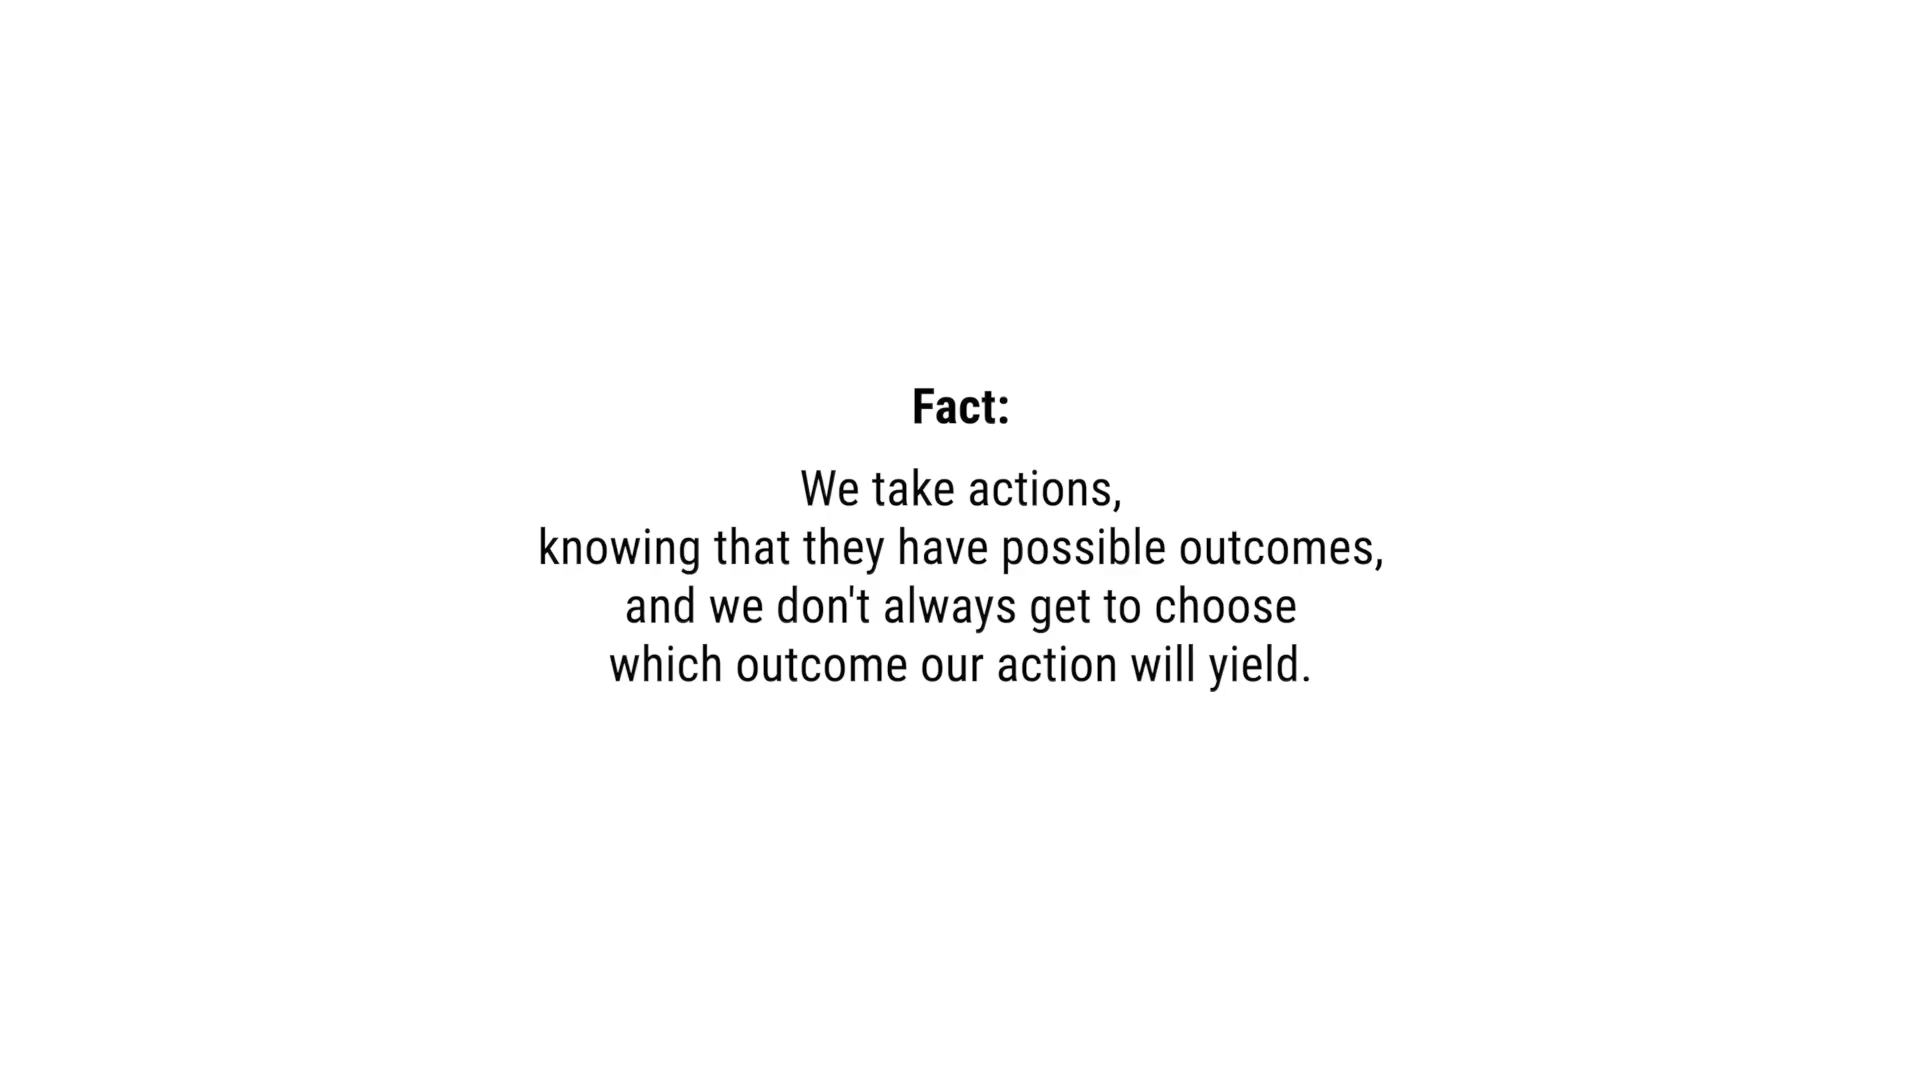 Fact:
We take actions,
knowing that they have possible outcomes,
and we don't always get to choose
which outcome our action will yield.